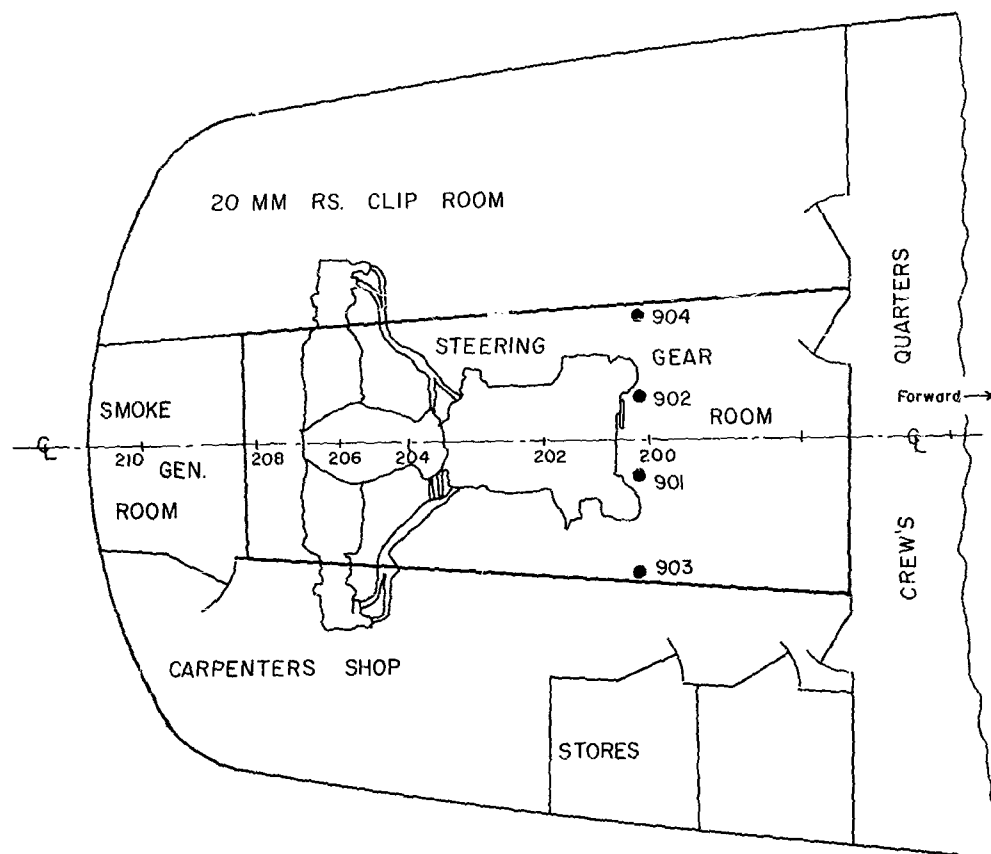 20 MM RS. CLIP ROOM
904
STEERING
GEAR
QUARTERS
902
Forward
SMOKE
ROOM
℄
210
208
206
204
202
200
℄
GEN.
901
ROOM
903
CREW'S
CARPENTERS SHOP
STORES